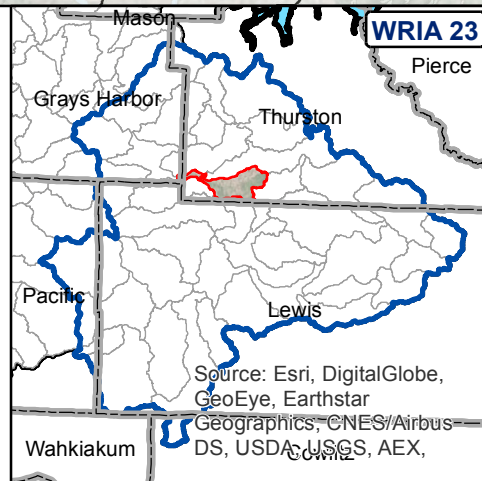 Mason
WRIA 23
Pierce
Grays Harbor
Thurston
Pacific
Lewis
Source: Esri, DigitalGlobe,
GeoEye, Earthstar
Geographics, CNES/Airbus
DS, USDA, USGS, AEX,
Wahkiakum
Cowlitz